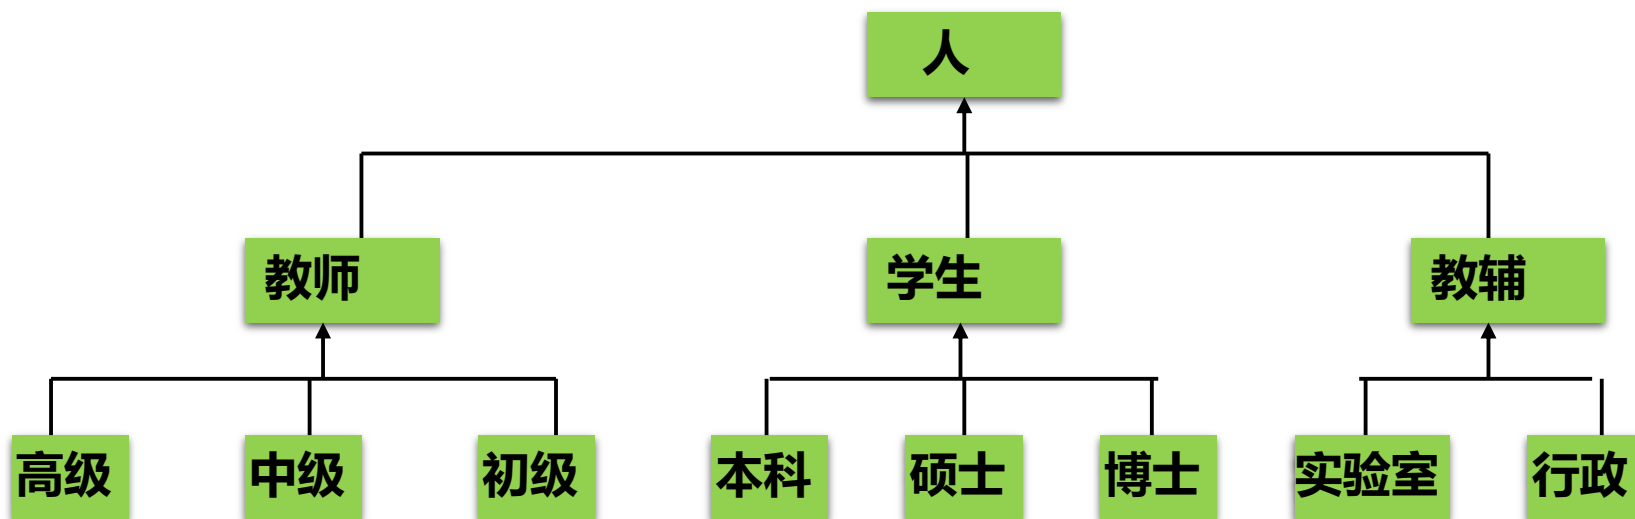 人
教师
学生
教辅
高级
中级
初级
本科
硕士
博士
实验室
行政